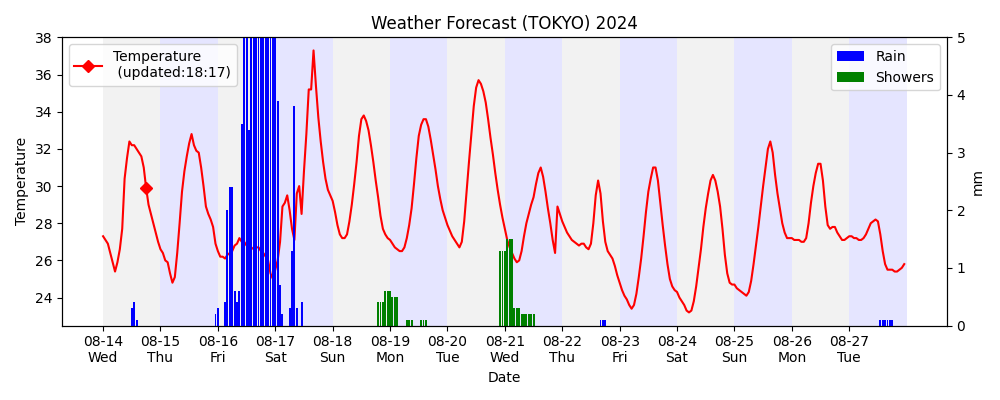 Weather Forecast (TOKYO) 2024
Temperature
(updated:18:17)
Rain
Showers
Temperature
38
36
34
32
30
28
26
24
5
4
3
2
1
0
mm
08-14 08-15 08-16 08-17 08-18 08-19 08-20 08-21 08-22 08-23 08-24 08-25 08-26 08-27
Wed Thu Fri Sat Sun Mon Tue Wed Thu Fri Sat Sun Mon Tue
Date